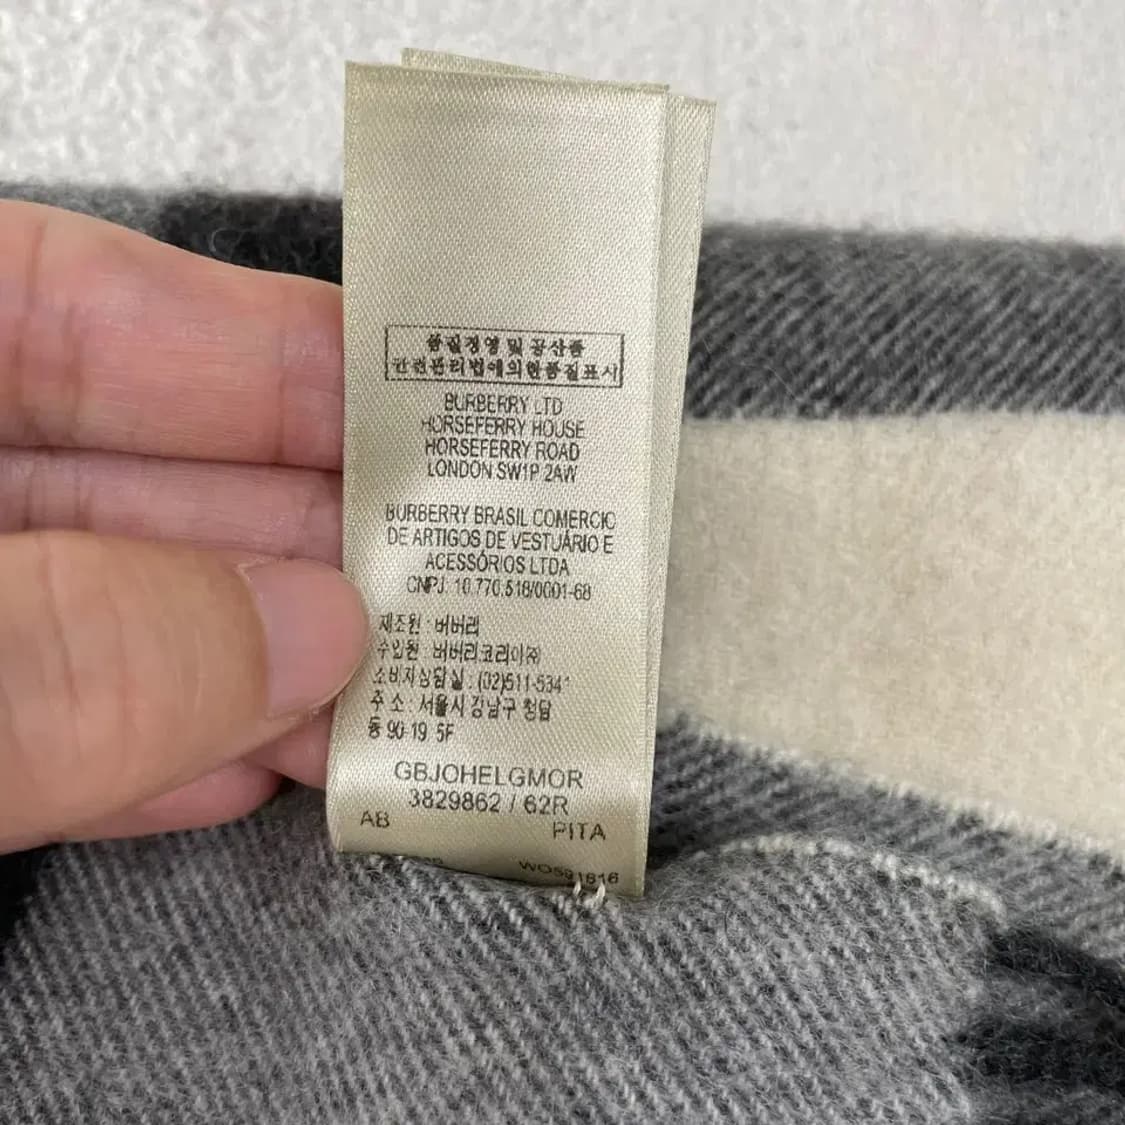 품질경영 및 공산품
안전관리법에의한품질표시
BURBERRY LTD
HORSEFERRY HOUSE
HORSEFERRY ROAD
LONDON SW1P 2AW
BURBERRY BRASIL COMERCIO
DE ARTIGOS DE VESTUÁRIO E
ACESSÓRIOS LTDA
CNPJ. 10.770.518/0001-68
제조원 : 버버리
수입원 : 버버리코리아㈜
소비자상담실 : (02)511-534
주 소 : 서울시 강남구 청담
동 90-19 5F
GBJOHELGMOR
3829862 / 62R
AB PITA
WO591816